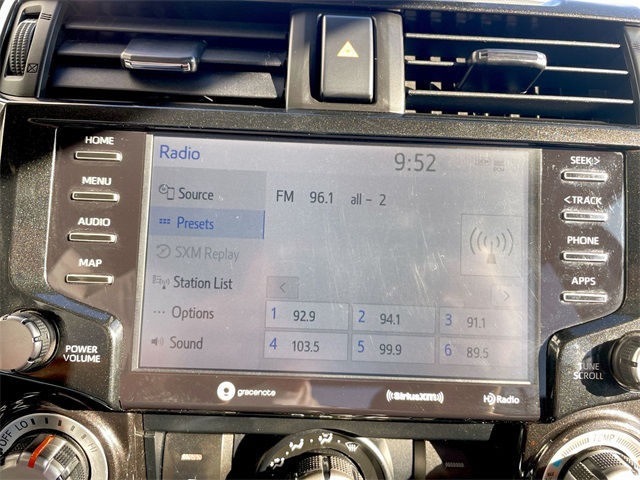 HOME
MENU
AUDIO
MAP
POWER
VOLUME
Radio
9:52
Source
Presets
SXM Replay
Station List
Options
Sound
FM 96.1 all - 2
1 92.9 2 94.1 3 91.1
4 103.5 5 99.9 6 89.5
gracenote
SiriusXM
HD Radio
SEEK >
< TRACK
PHONE
APPS
TUNE
SCROLL
LO
TEMP